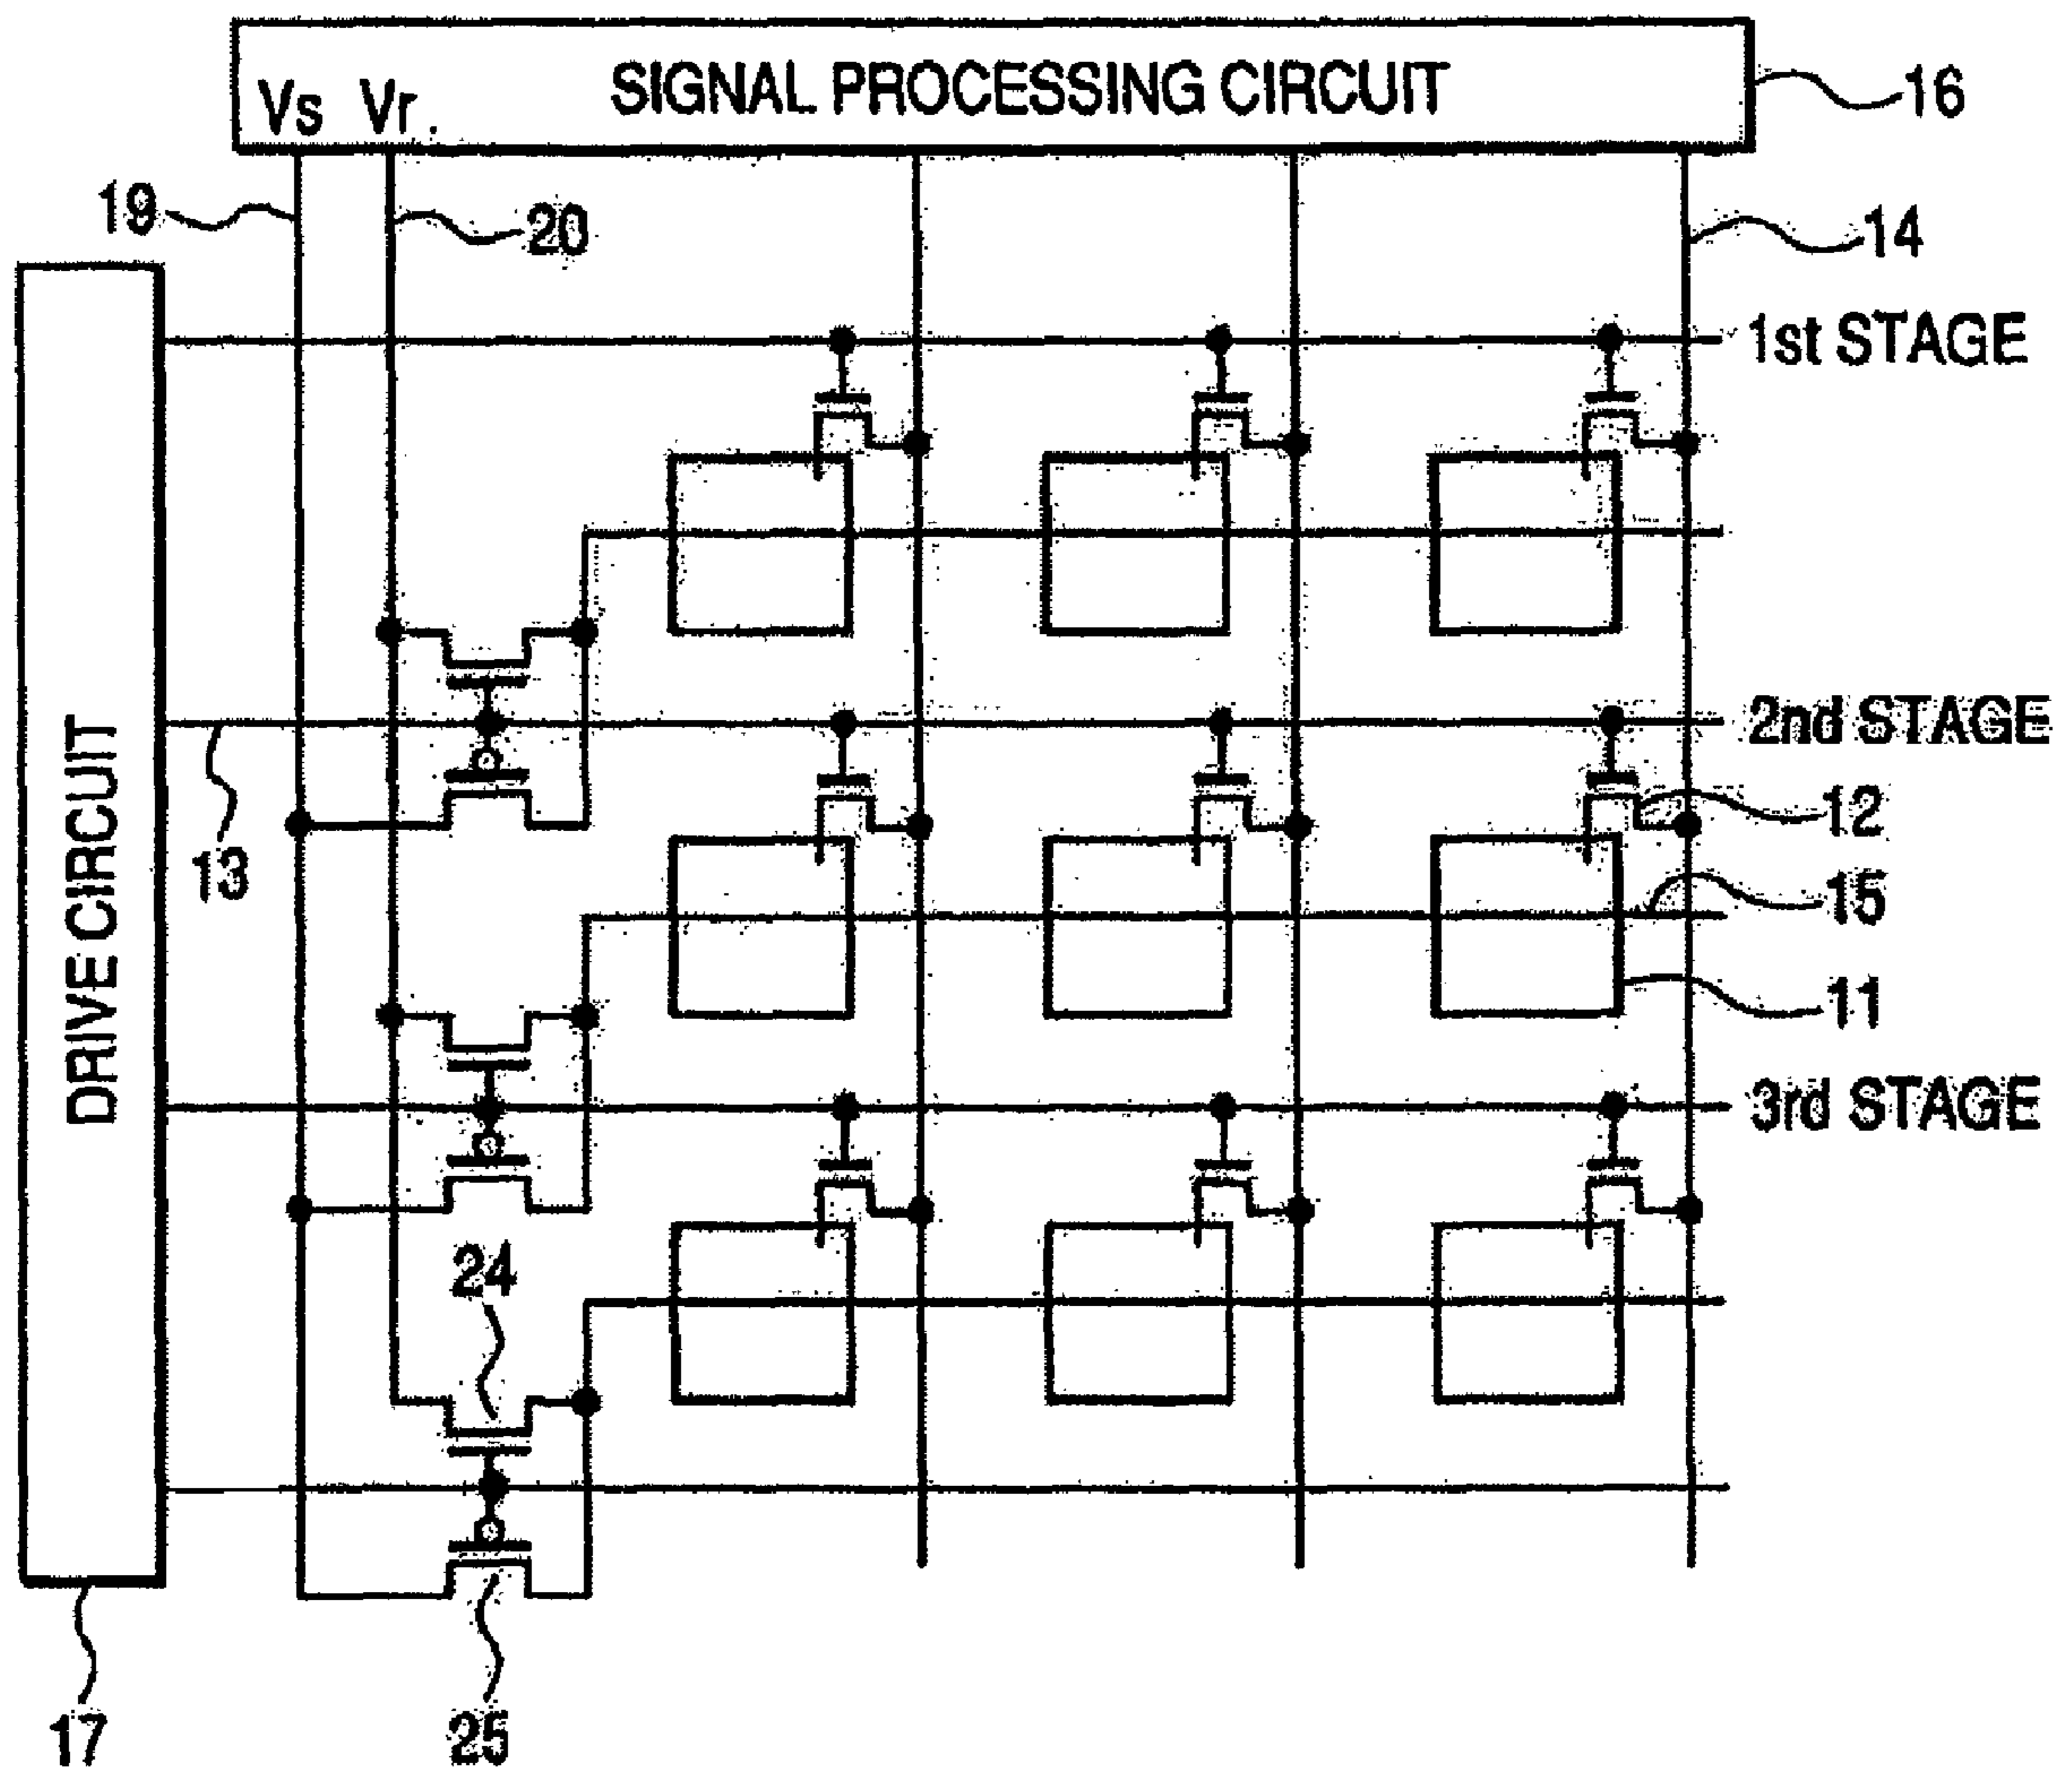 SIGNAL PROCESSING CIRCUIT
Vs
Vr
16
19
20
14
1st STAGE
2nd STAGE
DRIVE CIRCUIT
13
12
15
11
3rd STAGE
24
25
17